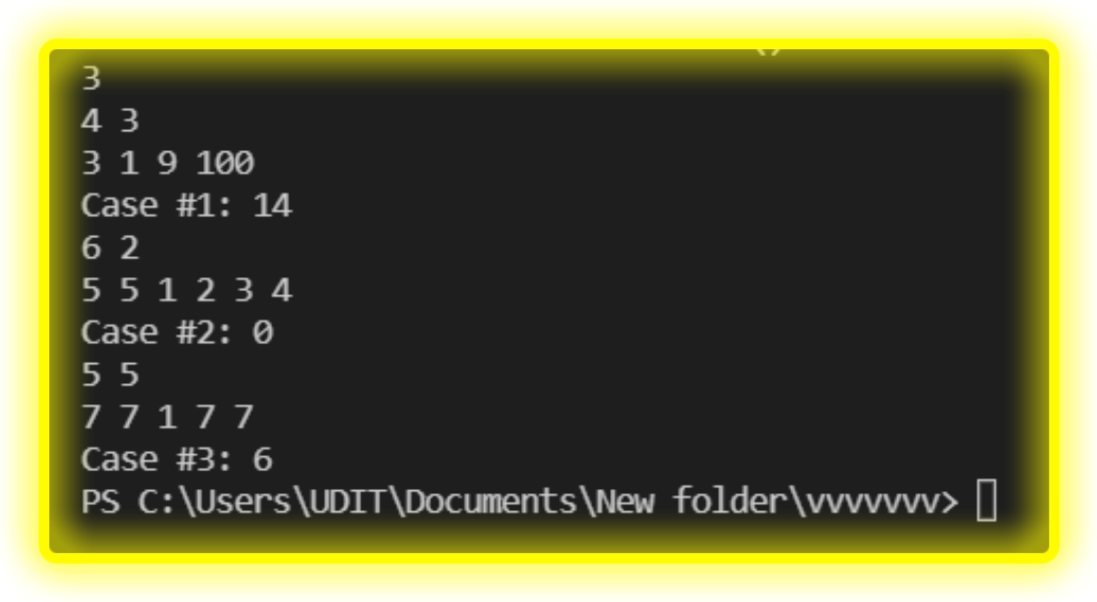 3
4 3
3 1 9 100
Case #1: 14
6 2
5 5 1 2 3 4
Case #2: 0
5 5
7 7 1 7 7
Case #3: 6
PS C:\Users\UDIT\Documents\New folder\vvvvvvv>